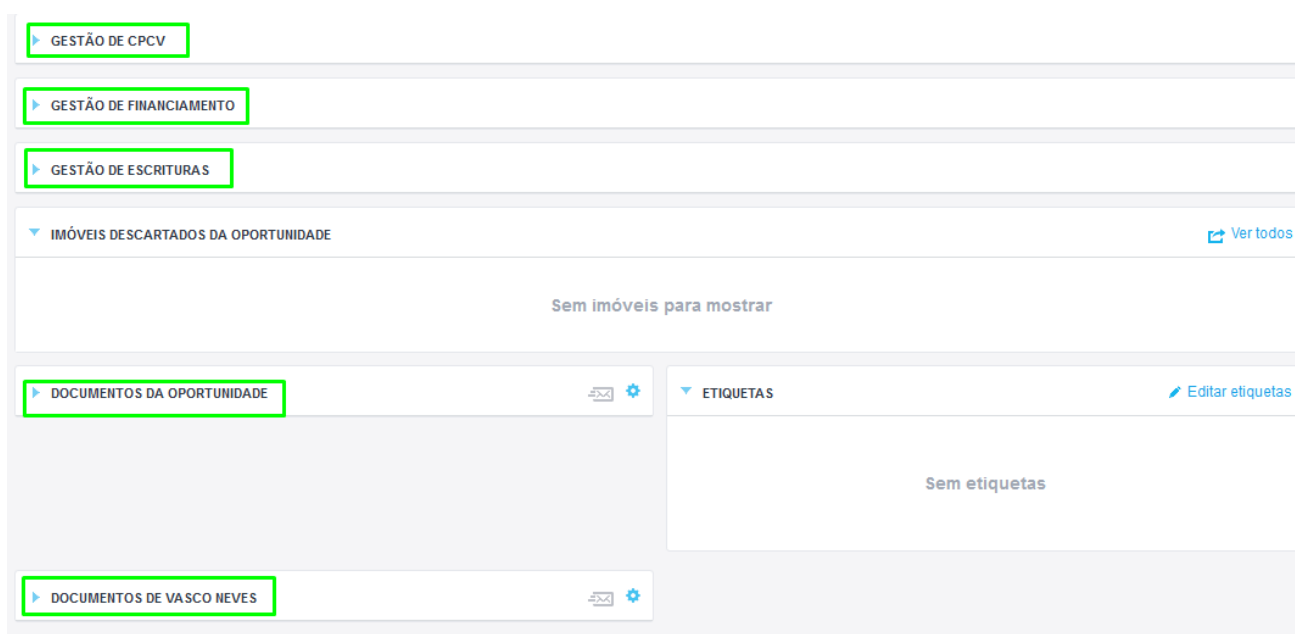 GESTÃO DE CPCV
GESTÃO DE FINANCIAMENTO
GESTÃO DE ESCRITURAS
IMÓVEIS DESCARTADOS DA OPORTUNIDADE
Ver todos
Sem imóveis para mostrar
DOCUMENTOS DA OPORTUNIDADE
ETIQUETAS
Editar etiquetas
Sem etiquetas
DOCUMENTOS DE VASCO NEVES